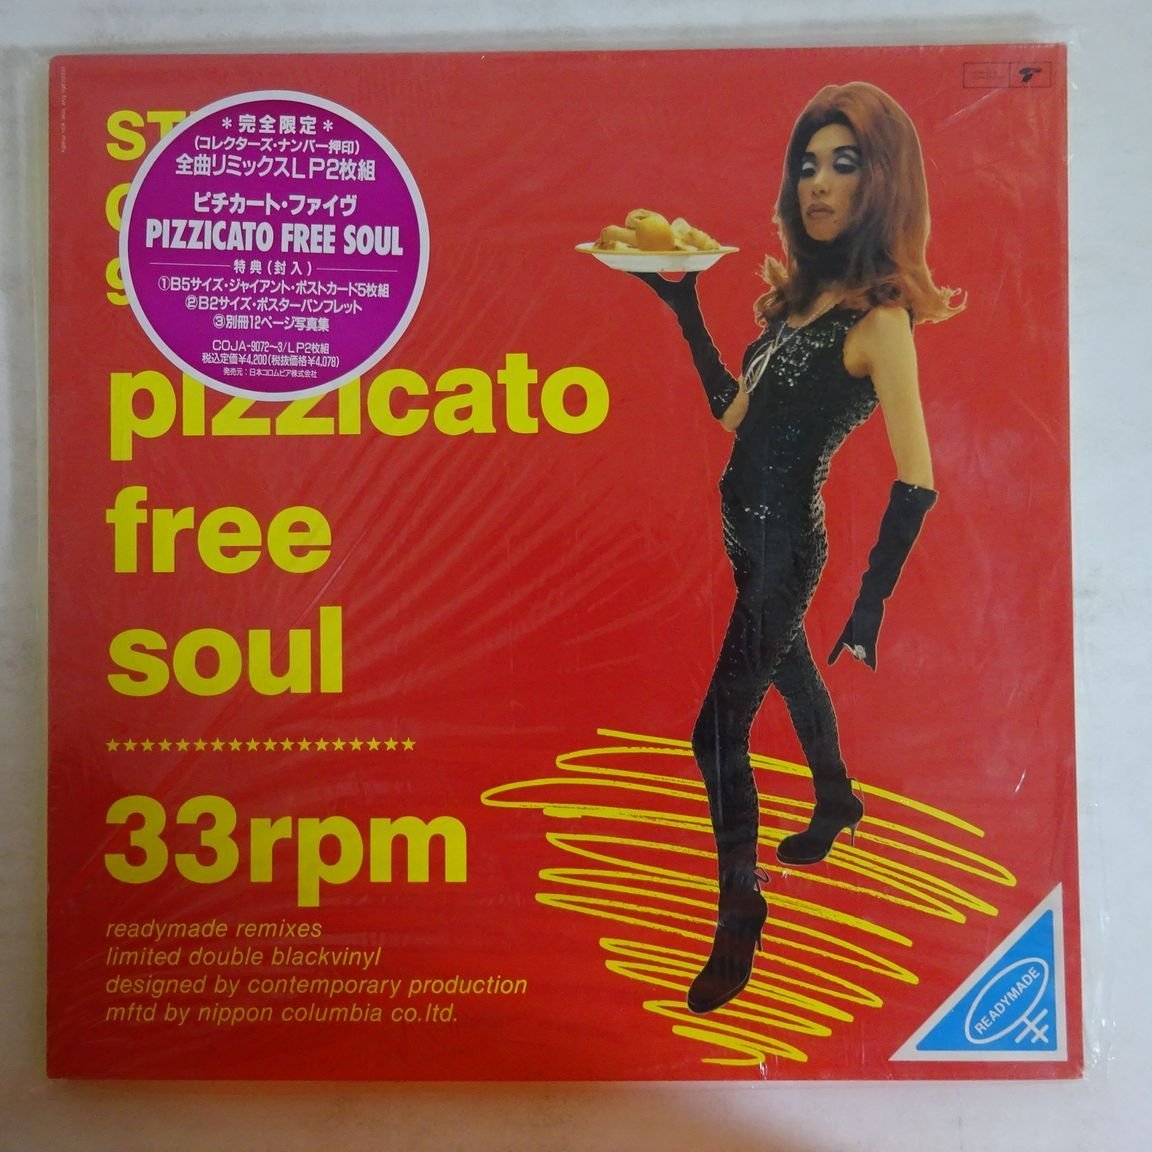 ＊完全限定＊
(コレクターズ・ナンバー押印)
全曲リミックスLP2枚組
ピチカート・ファイヴ
PIZZICATO FREE SOUL
特典(封入)
①B5サイズ・ジャイアント・ポストカード5枚組
②B2サイズ・ポスターパンフレット
③別冊12ページ写真集
COJA-9072〜3/LP2枚組
税込定価¥4,200(税抜価格¥4,078)
発売元：日本コロムビア株式会社
pizzicato
free
soul
33rpm
readymade remixes
limited double blackvinyl
designed by contemporary production
mftd by nippon columbia co.ltd.
READYMADE